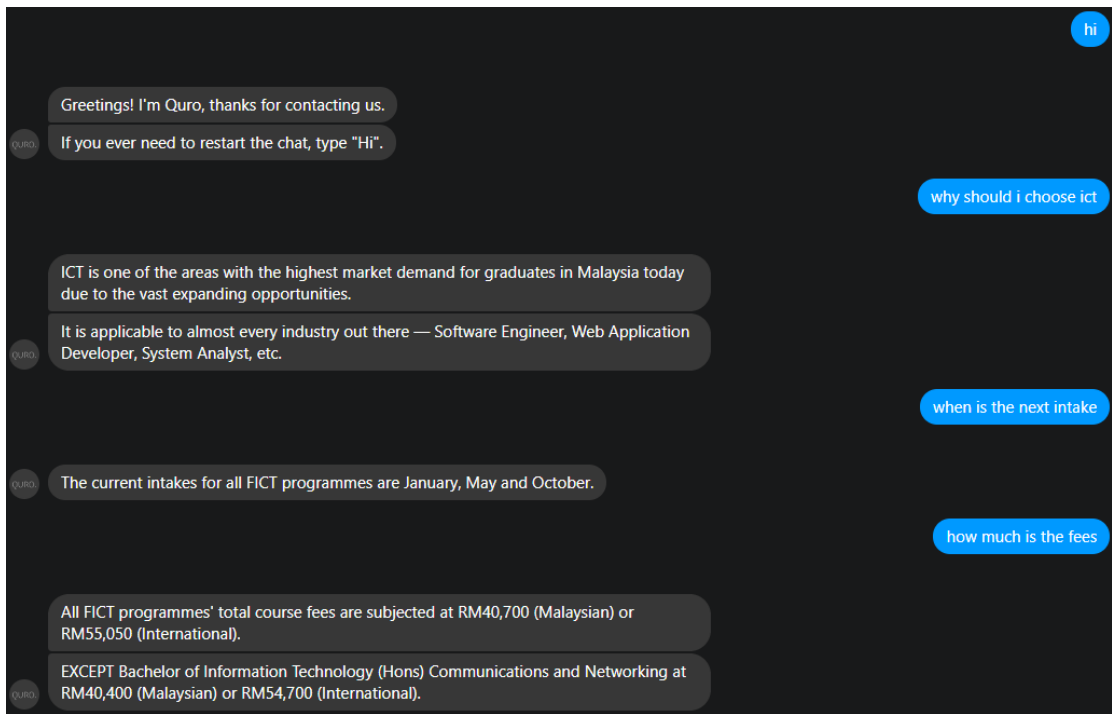 hi
Greetings! I'm Quro, thanks for contacting us.
If you ever need to restart the chat, type "Hi".
QURO.
why should i choose ict
ICT is one of the areas with the highest market demand for graduates in Malaysia today
due to the vast expanding opportunities.
It is applicable to almost every industry out there — Software Engineer, Web Application
Developer, System Analyst, etc.
QURO.
when is the next intake
The current intakes for all FICT programmes are January, May and October.
QURO.
how much is the fees
All FICT programmes' total course fees are subjected at RM40,700 (Malaysian) or
RM55,050 (International).
EXCEPT Bachelor of Information Technology (Hons) Communications and Networking at
RM40,400 (Malaysian) or RM54,700 (International).
QURO.